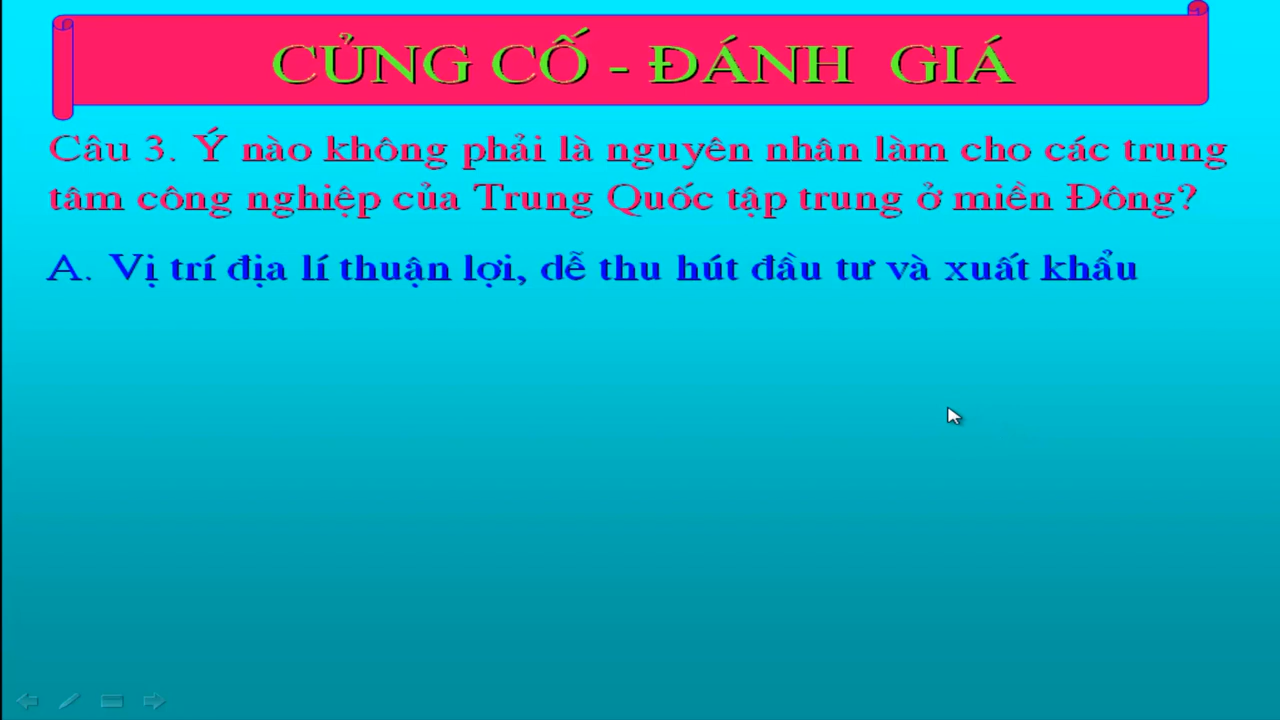 CỦNG CỐ - ĐÁNH GIÁ
Câu 3. Ý nào không phải là nguyên nhân làm cho các trung
tâm công nghiệp của Trung Quốc tập trung ở miền Đông?
A. Vị trí địa lí thuận lợi, dễ thu hút đầu tư và xuất khẩu